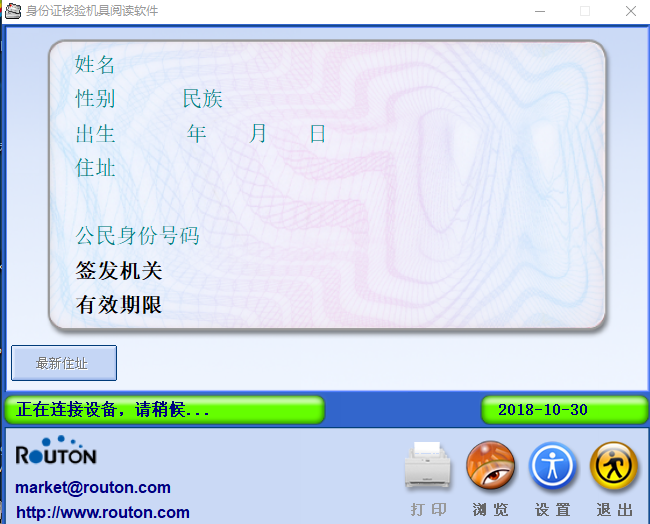 身份证核验机具阅读软件
姓名
性别 民族
出生 年 月 日
住址
公民身份号码
签发机关
有效期限
最新住址
正在连接设备，请稍候... 2018-10-30
ROUTON
market@routon.com
http://www.routon.com
打印 浏览 设置 退出